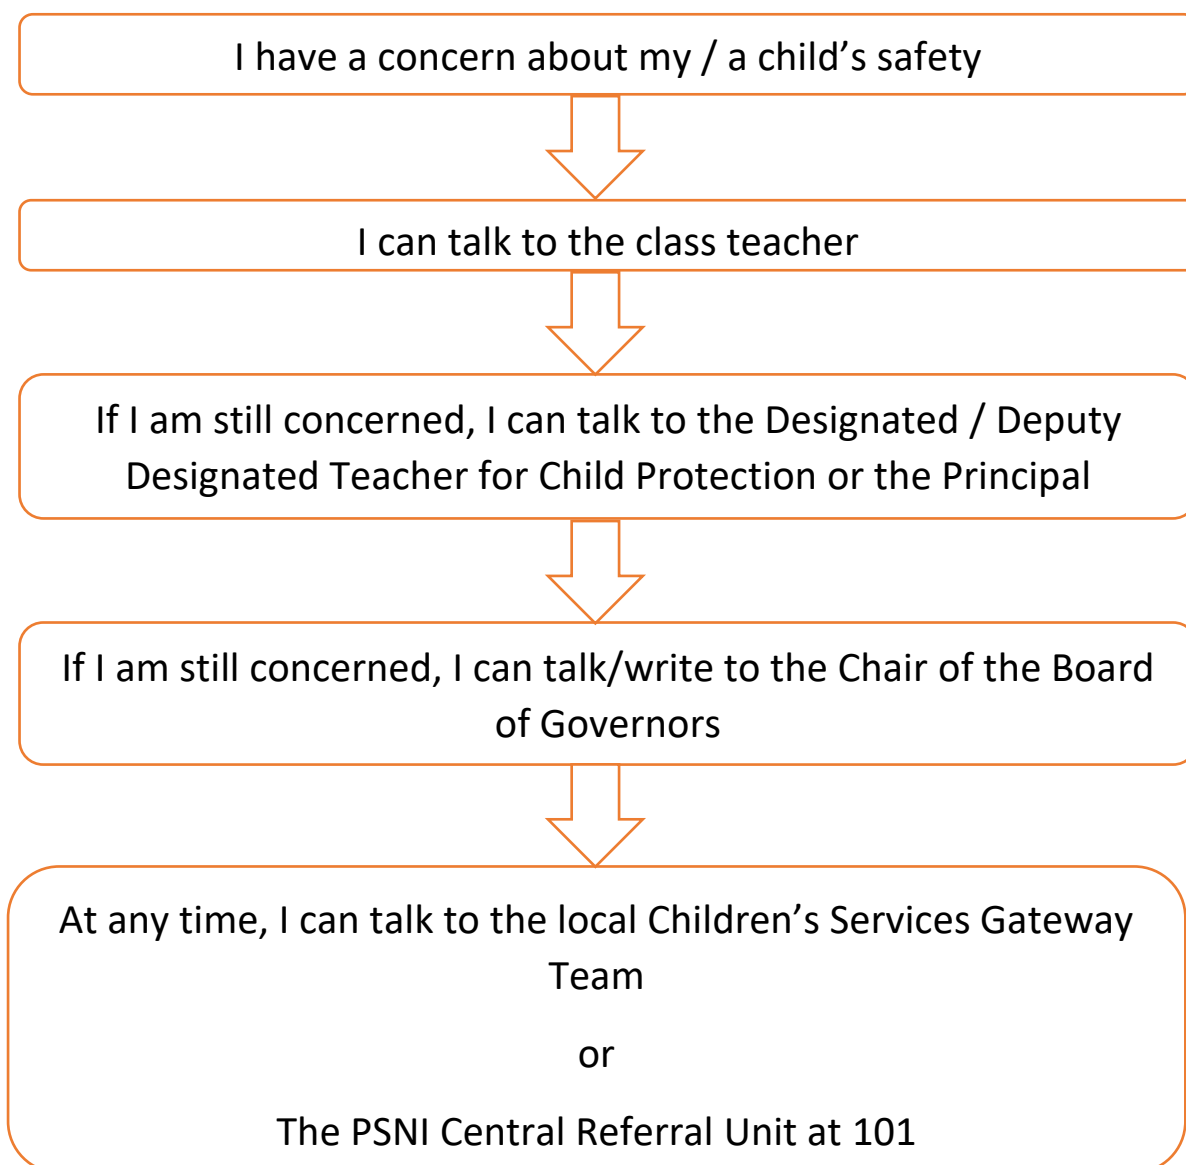 I have a concern about my / a child’s safety
I can talk to the class teacher
If I am still concerned, I can talk to the Designated / Deputy
Designated Teacher for Child Protection or the Principal
If I am still concerned, I can talk/write to the Chair of the Board
of Governors
At any time, I can talk to the local Children’s Services Gateway
Team
or
The PSNI Central Referral Unit at 101